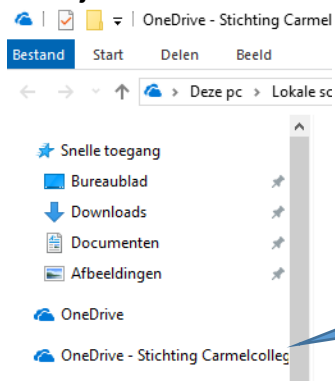 OneDrive - Stichting Carmel
Bestand Start Delen Beeld
Deze pc > Lokale sc
Snelle toegang
Bureaublad
Downloads
Documenten
Afbeeldingen
OneDrive
OneDrive - Stichting Carmelcolleg